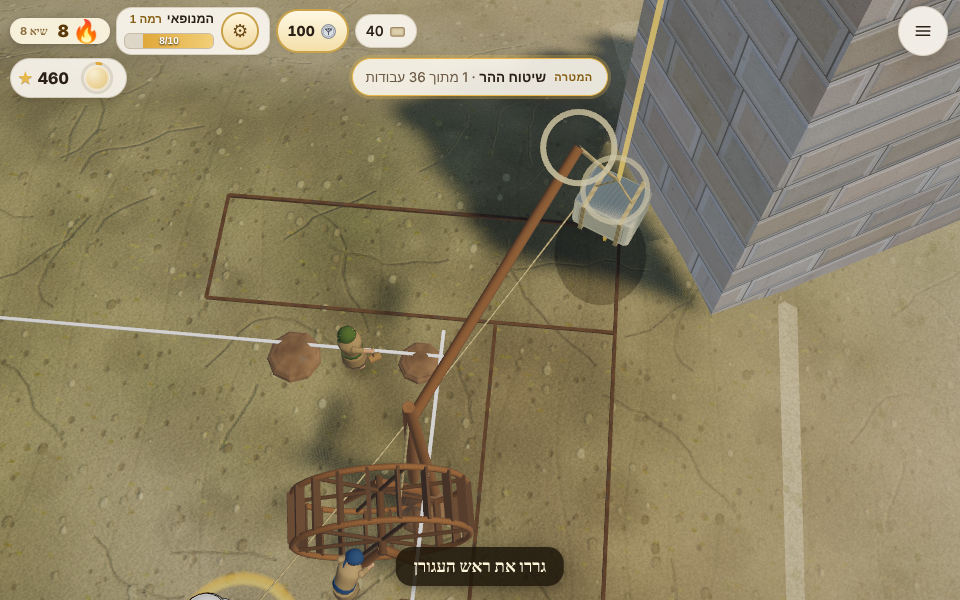 שיא 8 8
המנופאי רמה 1
8/10
100
40
460
המטרה שיטוח ההר · 1 מתוך 36 עבודות
גררו את ראש העגורן